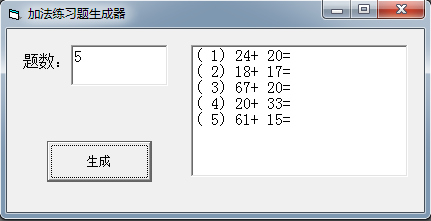 加法练习题生成器
题数：
5
( 1) 24+ 20=
( 2) 18+ 17=
( 3) 67+ 20=
( 4) 20+ 33=
( 5) 61+ 15=
生成